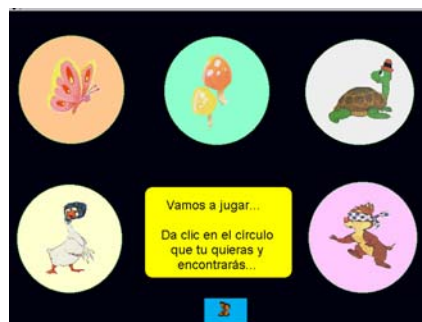 Vamos a jugar...
Da clic en el círculo
que tu quieras y
encontrarás...